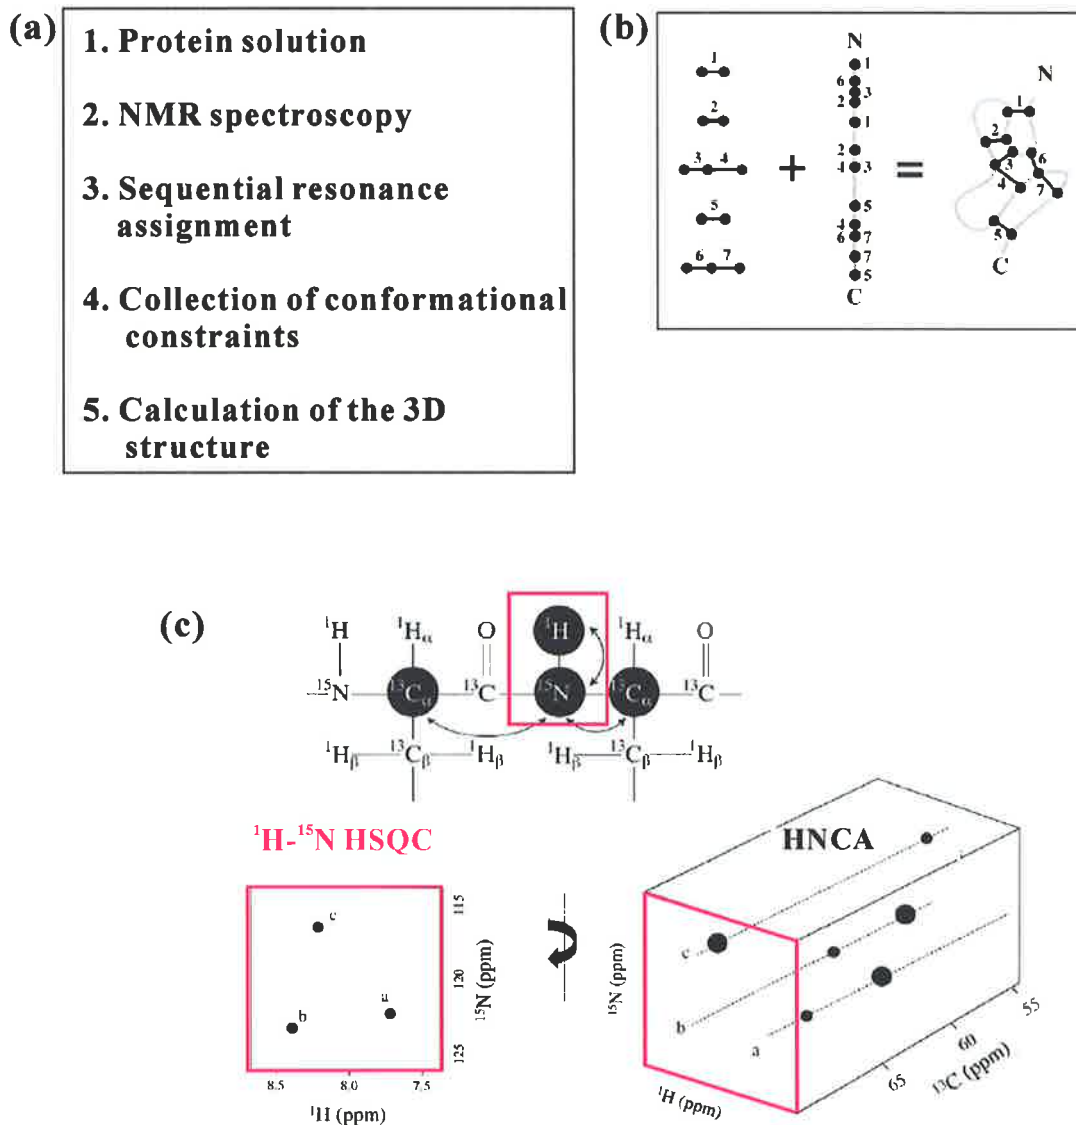 (a)
1. Protein solution
2. NMR spectroscopy
3. Sequential resonance
assignment
4. Collection of conformational
constraints
5. Calculation of the 3D
structure
(b)
1
2
3 4
5
6 7
+
N
1
6
3
2
1
2
4 3
5
4
6 7
7
5
C
=
N
1
2
3
6
4
7
5
C
(c)
¹H ¹Hα O ¹H ¹Hα O
¹⁵N ¹³Cα ¹³C ¹⁵N ¹³Cα ¹³C
¹Hβ ¹³Cβ ¹Hβ ¹Hβ ¹³Cβ ¹Hβ
¹H-¹⁵N HSQC
c
a
b
115
120
125
¹⁵N (ppm)
8.5 8.0 7.5
¹H (ppm)
HNCA
c
b
a
¹⁵N (ppm)
¹H (ppm)
65
60
55
¹³C (ppm)